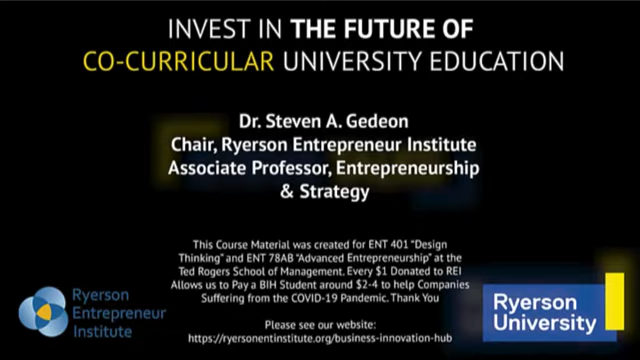 INVEST IN THE FUTURE OF
CO-CURRICULAR UNIVERSITY EDUCATION
Dr. Steven A. Gedeon
Chair, Ryerson Entrepreneur Institute
Associate Professor, Entrepreneurship
& Strategy
This Course Material was created for ENT 401 "Design
Thinking" and ENT 78AB "Advanced Entrepreneurship" at the
Ted Rogers School of Management. Every $1 Donated to REI
Allows us to Pay a BIH Student around $2-4 to help Companies
Suffering from the COVID-19 Pandemic. Thank You
Please see our website:
https://ryersonentinstitute.org/business-innovation-hub
Ryerson
Entrepreneur
Institute
Ryerson
University